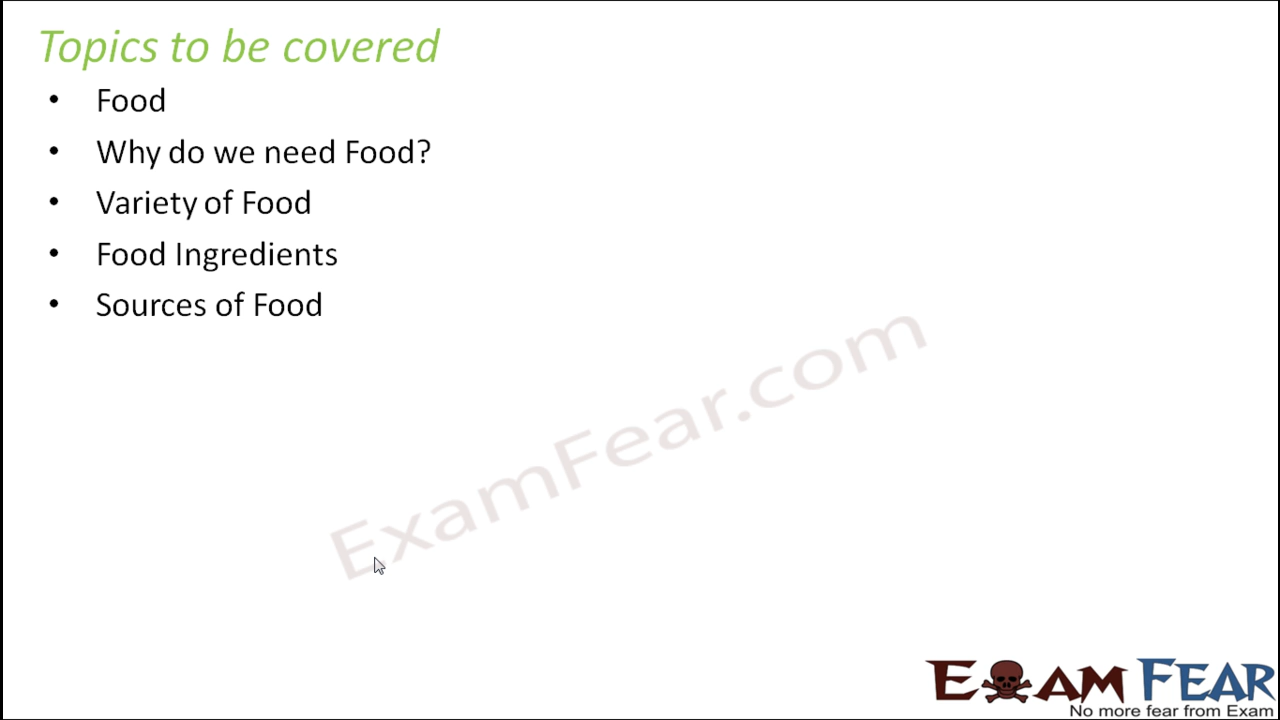 Topics to be covered
• Food
• Why do we need Food?
• Variety of Food
• Food Ingredients
• Sources of Food
ExamFear.com
EXAM FEAR
No more fear from Exam